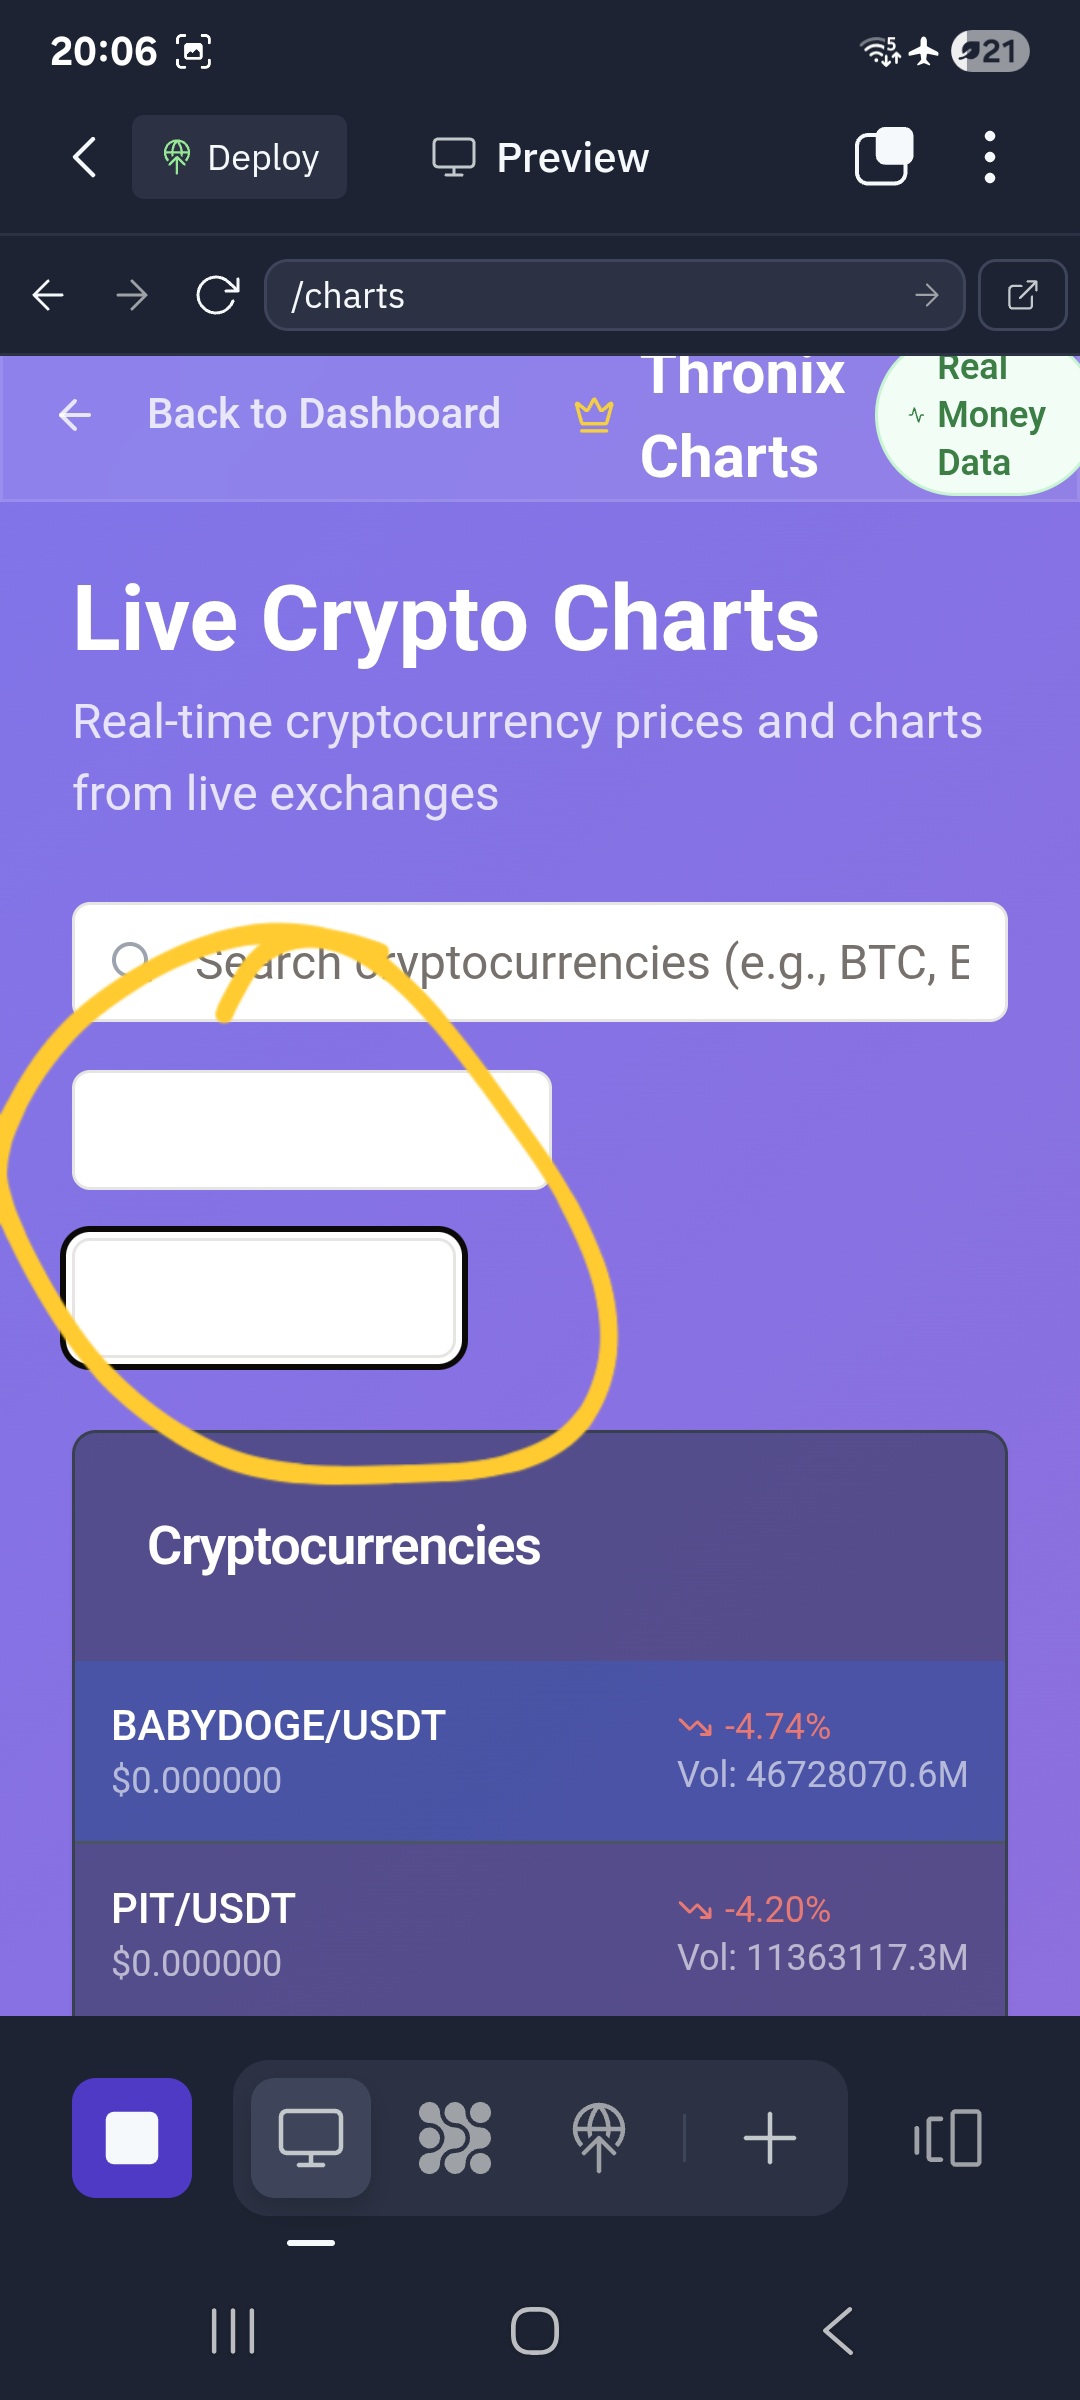 20:06
5
21
Deploy
Preview
/charts
Back to Dashboard
Thronix
Charts
Real
Money
Data
Live Crypto Charts
Real-time cryptocurrency prices and charts
from live exchanges
Search cryptocurrencies (e.g., BTC, E
Cryptocurrencies
BABYDOGE/USDT
-4.74%
$0.000000
Vol: 46728070.6M
PIT/USDT
-4.20%
$0.000000
Vol: 11363117.3M